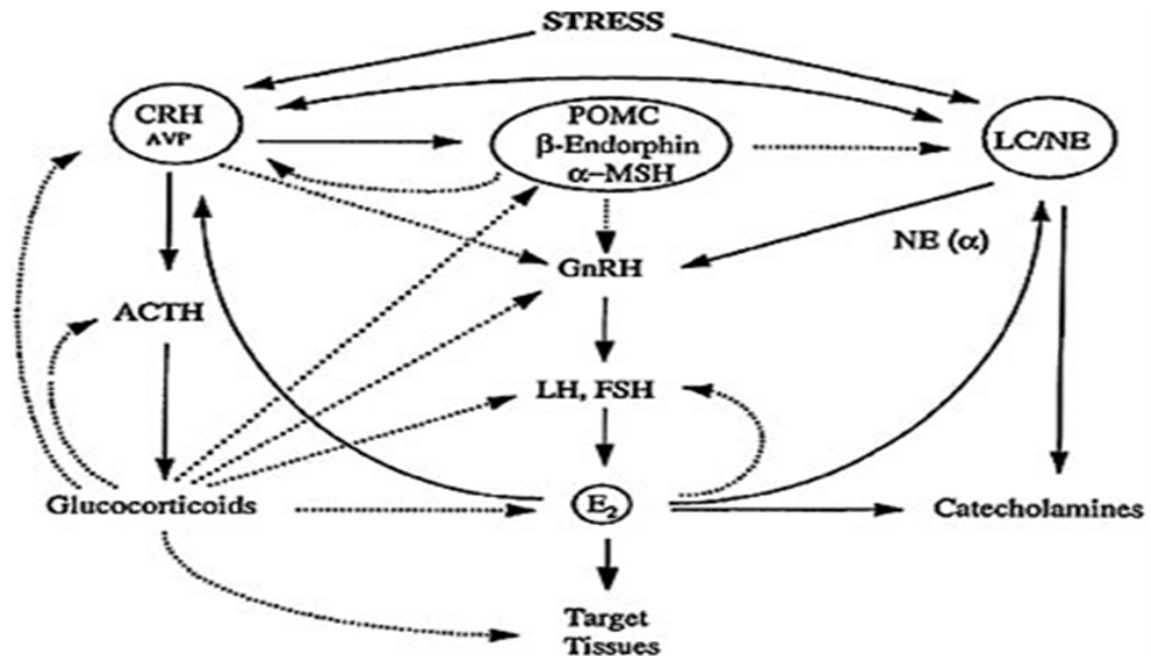 STRESS
CRH
AVP
POMC
β-Endorphin
α-MSH
LC/NE
NE (α)
GnRH
ACTH
LH, FSH
Glucocorticoids
E₂
Catecholamines
Target
Tissues